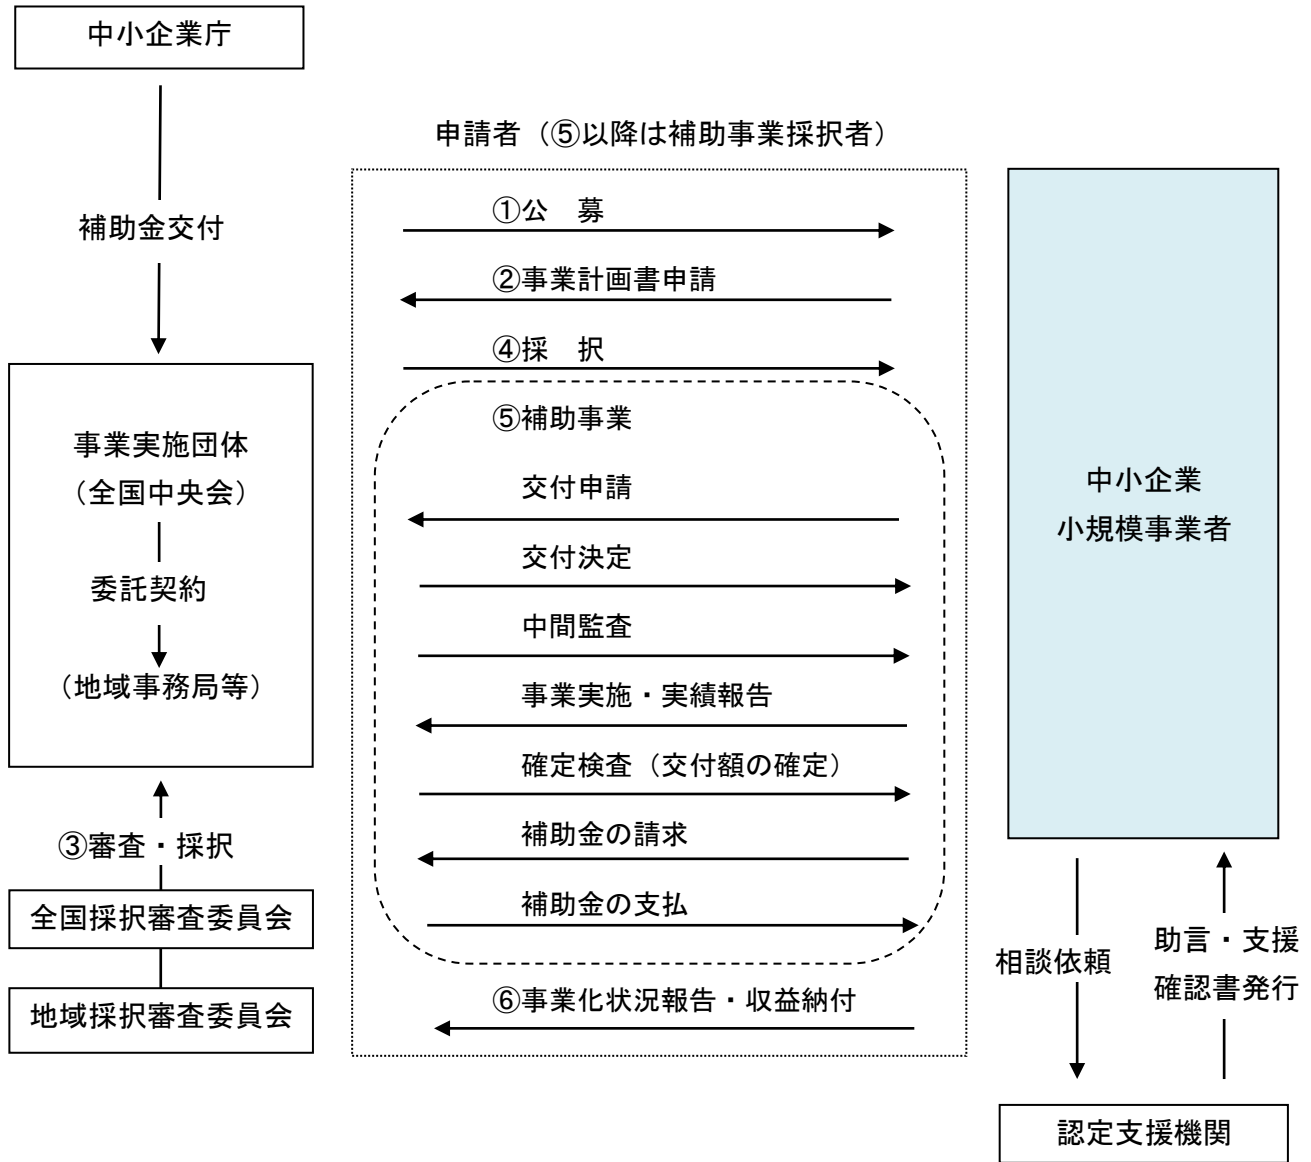 中小企業庁
補助金交付
事業実施団体
（全国中央会）
委託契約
（地域事務局等）
③審査・採択
全国採択審査委員会
地域採択審査委員会
申請者（⑤以降は補助事業採択者）
①公　募
②事業計画書申請
④採　択
⑤補助事業
交付申請
交付決定
中間監査
事業実施・実績報告
確定検査（交付額の確定）
補助金の請求
補助金の支払
⑥事業化状況報告・収益納付
中小企業
小規模事業者
相談依頼
助言・支援
確認書発行
認定支援機関